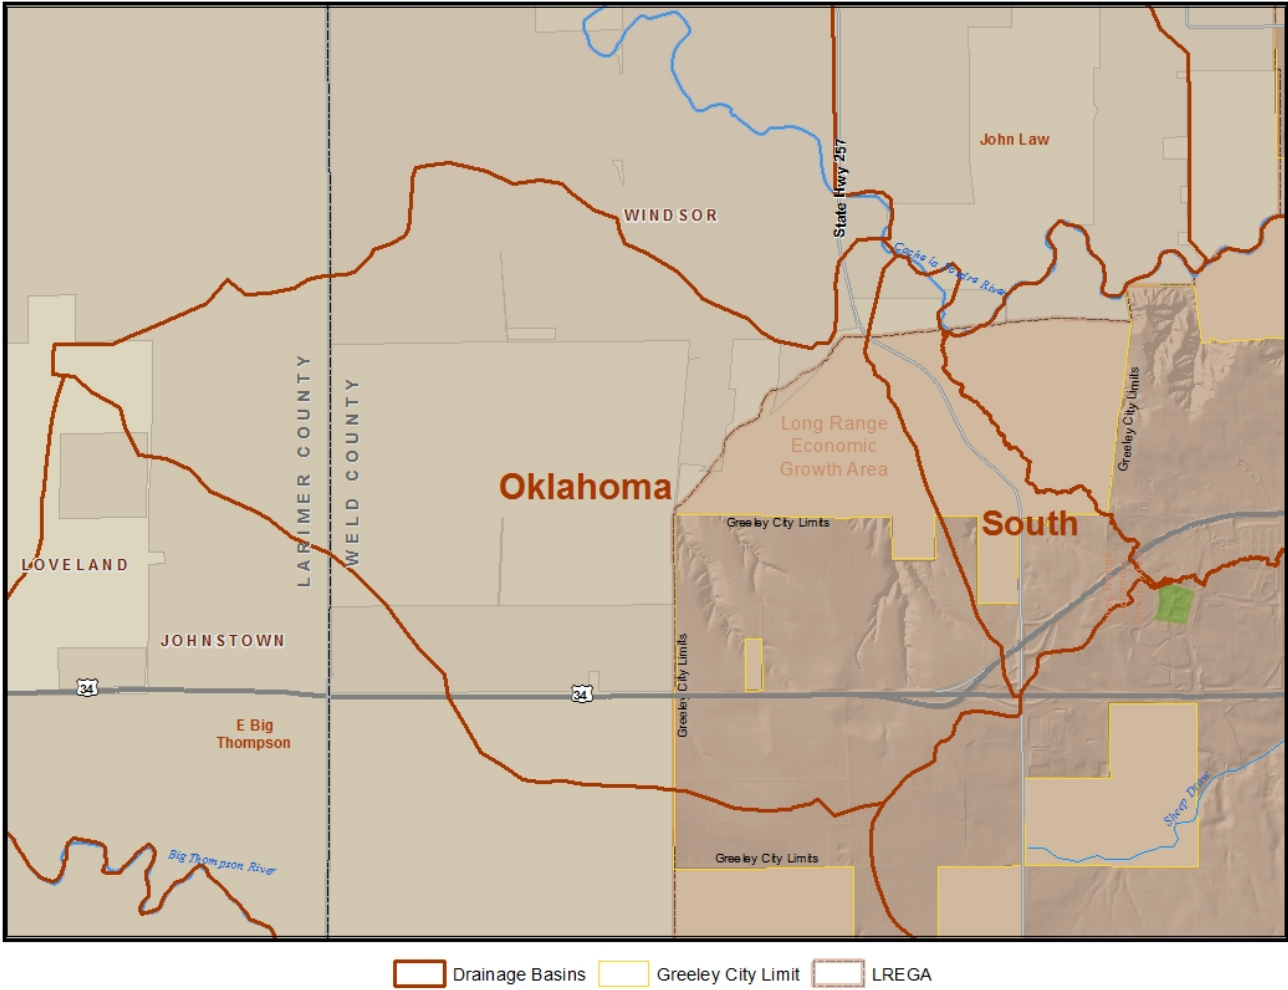 John Law
State Hwy 257
WINDSOR
Cache la Poudre River
LARIMER COUNTY
WELD COUNTY
Greeley City Limits
Long Range
Economic
Growth Area
Oklahoma
Greeley City Limits
South
LOVELAND
JOHNSTOWN
Greeley City Limits
34
34
E Big
Thompson
Sheep Draw
Big Thompson River
Greeley City Limits
Drainage Basins
Greeley City Limit
LREGA